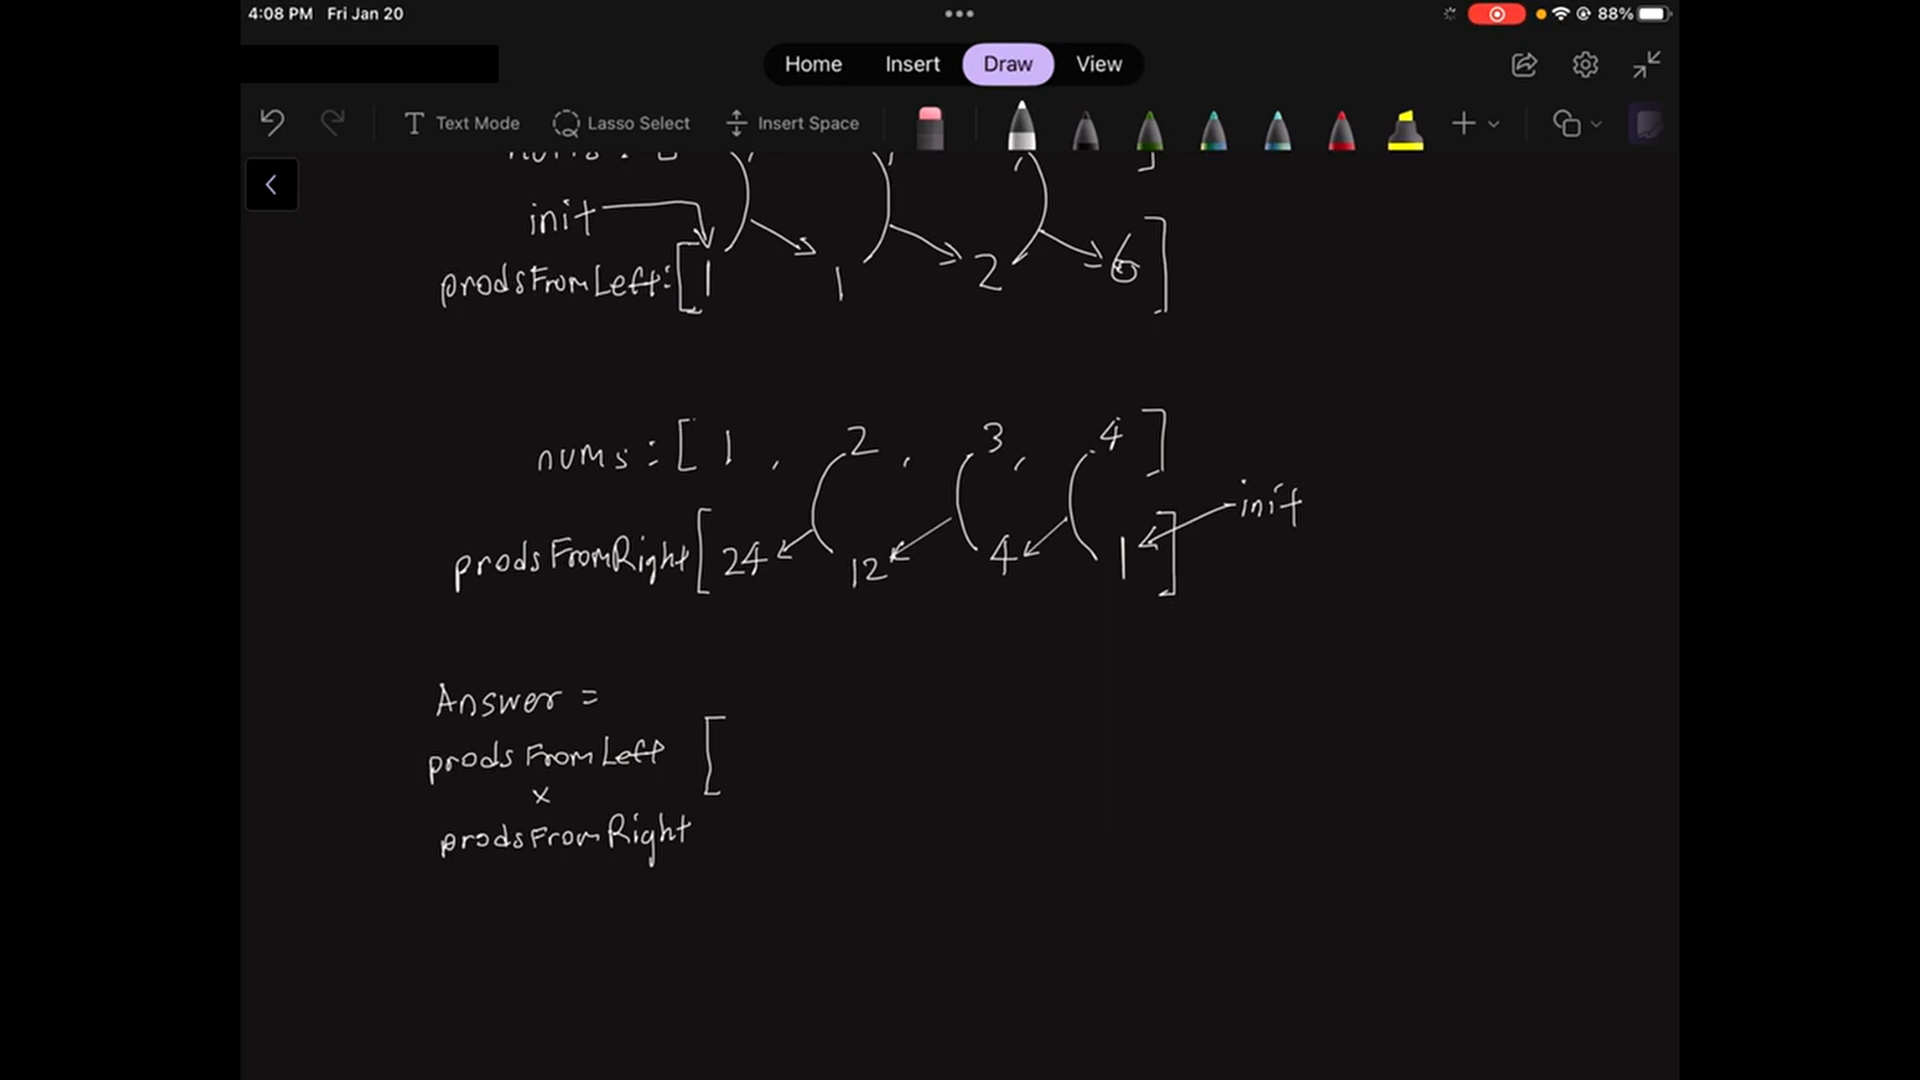 4:08 PM Fri Jan 20
88%
Home Insert Draw View
Text Mode Lasso Select Insert Space
init
prodsFromLeft: [1 1 2 6]
nums : [ 1 , 2 , 3 , 4 ]
init
prodsFromRight [24 12 4 1]
Answer =
prodsFromLeft [
x
prodsFromRight